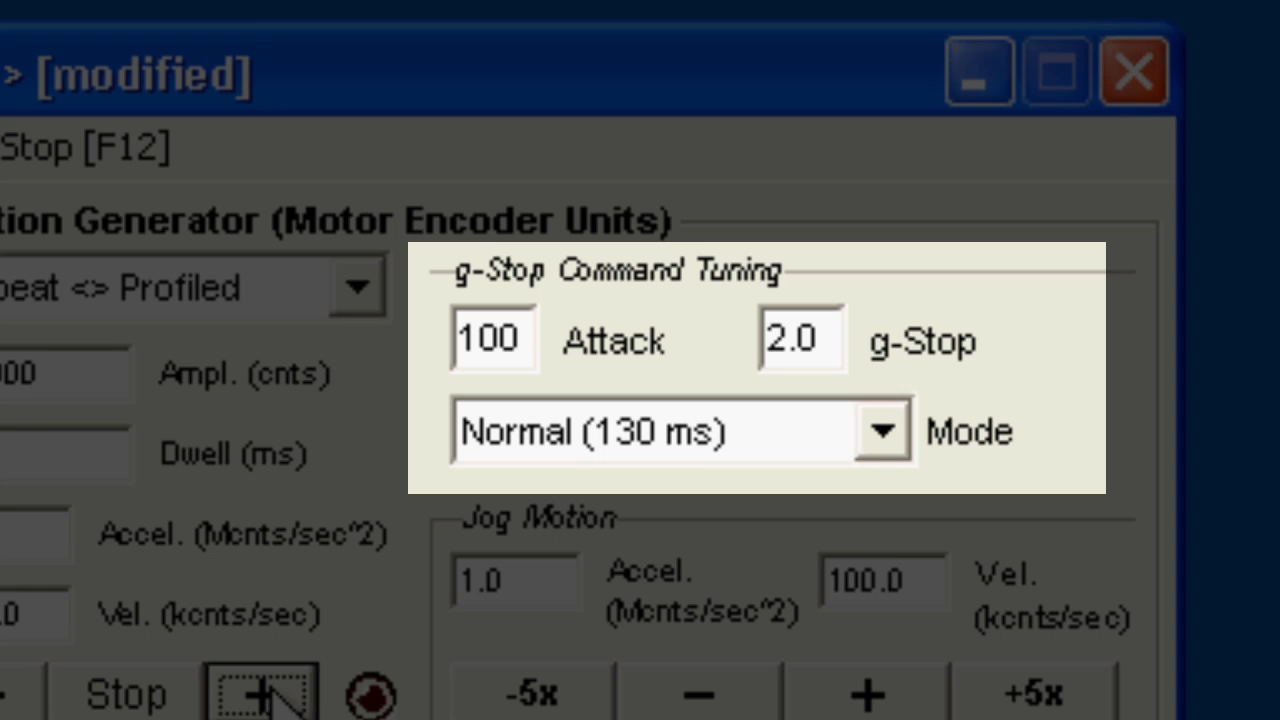 > [modified]
Stop [F12]
tion Generator (Motor Encoder Units)
peat <> Profiled
g-Stop Command Tuning
100 Attack 2.0 g-Stop
Normal (130 ms) Mode
00 Ampl. (cnts)
Dwell (ms)
Accel. (Mcnts/sec^2)
.0 Vel. (kcnts/sec)
Jog Motion
1.0 Accel. (Mcnts/sec^2) 100.0 Vel. (kcnts/sec)
Stop + -5x − + +5x